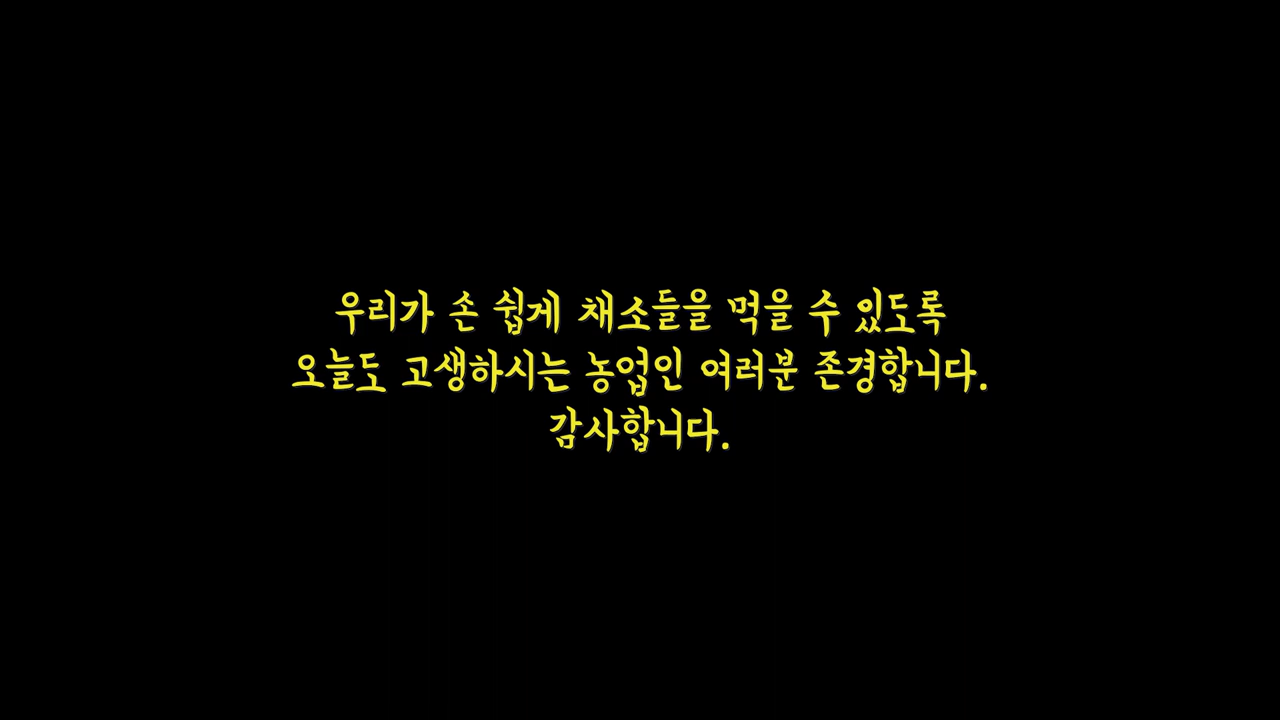 우리가 손 쉽게 채소들을 먹을 수 있도록
오늘도 고생하시는 농업인 여러분 존경합니다.
감사합니다.